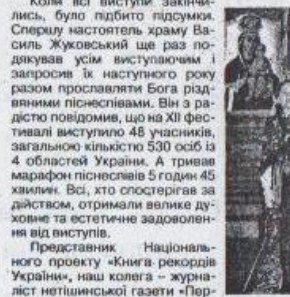 Коли всі виступи закінчи-
лись, було підбито підсумки.
Спершу настоятель храму Ва-
силь Жуковський ще раз по-
дякував усім виступаючим і
запросив їх наступного року
разом прославляти Бога різд-
вяними піснеспівами. Він з ра-
дістю повідомив, що на XII фес-
тивалі виступило 48 учасників,
загальною кількістю 530 осіб із
4 областей України. А тривав
марафон піснеспівів 5 годин 45
хвилин. Всі, хто спостерігав за
дійством, отримали велике ду-
ховне та естетичне задоволен-
ня від виступів.
Представник Національ-
ного проекту «Книга рекордів
України», наш колега – журна-
ліст нетішинської газети «Пер-